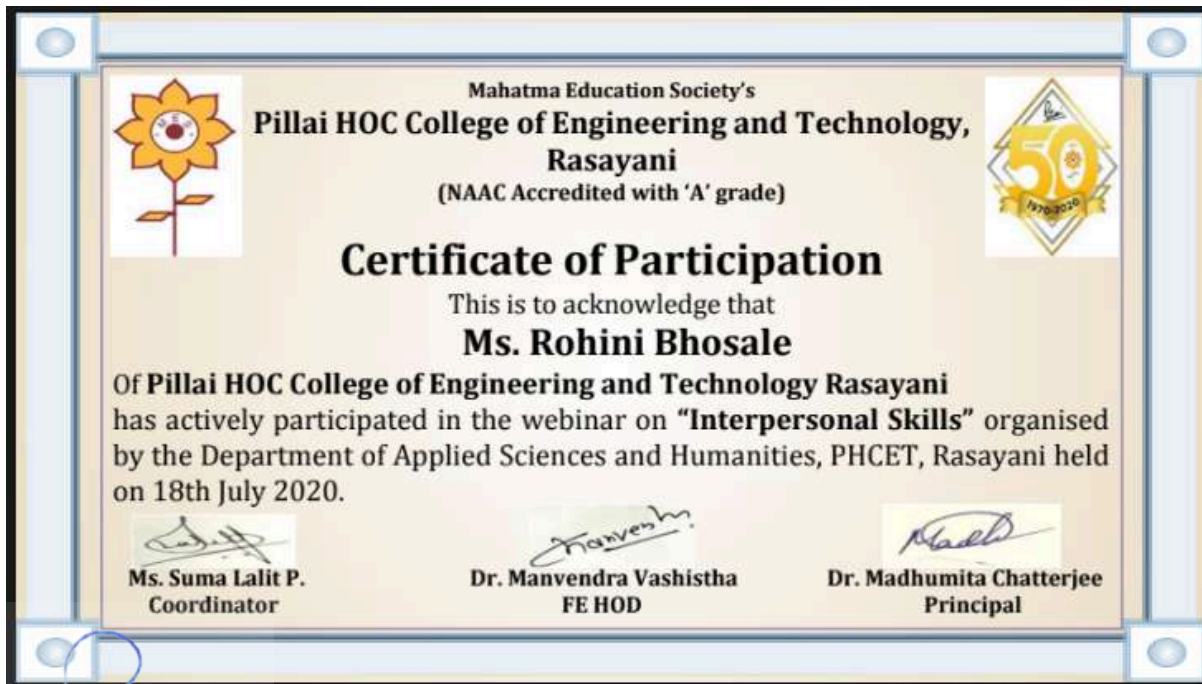 Mahatma Education Society's
Pillai HOC College of Engineering and Technology,
Rasayani
(NAAC Accredited with 'A' grade)
50
1970-2020
Certificate of Participation
This is to acknowledge that
Ms. Rohini Bhosale
Of Pillai HOC College of Engineering and Technology Rasayani
has actively participated in the webinar on "Interpersonal Skills" organised
by the Department of Applied Sciences and Humanities, PHCET, Rasayani held
on 18th July 2020.
Ms. Suma Lalit P.
Dr. Manvendra Vashistha
Dr. Madhumita Chatterjee
Coordinator
FE HOD
Principal